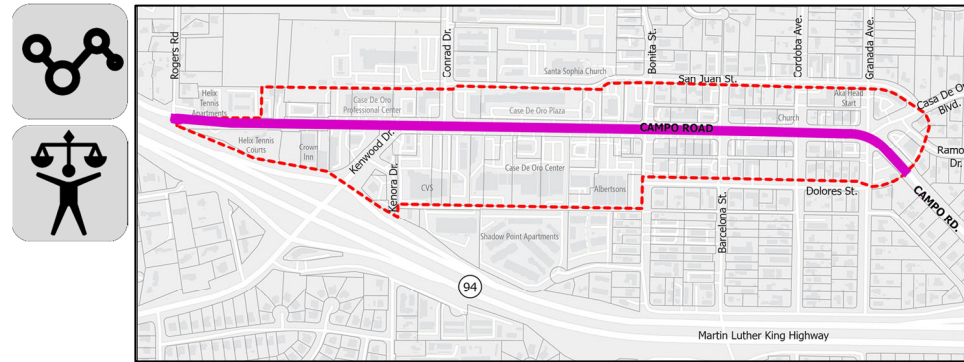 Rogers Rd
Conrad Dr.
Bonita St.
Cordoba Ave.
Granada Ave.
Santa Sophia Church
San Juan St.
Helix
Tennis
Apartments
Case De Oro
Professional Center
Case De Oro Plaza
Aka Head
Start
Casa De O
Blvd.
Church
CAMPO ROAD
Helix Tennis
Courts
Crown
Inn
Kenwood Dr.
Ramo
Dr.
Kenora Dr.
CVS
Case De Oro Center
Albertsons
Dolores St.
CAMPO RD.
Barcelona St.
Shadow Point Apartments
94
Martin Luther King Highway